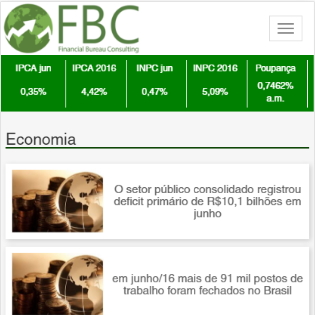 FBC
Financial Bureau Consulting
IPCA jun IPCA 2016 INPC jun INPC 2016 Poupança
0,35% 4,42% 0,47% 5,09% 0,7462% a.m.
Economia
O setor público consolidado registrou
deficit primário de R$10,1 bilhões em
junho
em junho/16 mais de 91 mil postos de
trabalho foram fechados no Brasil